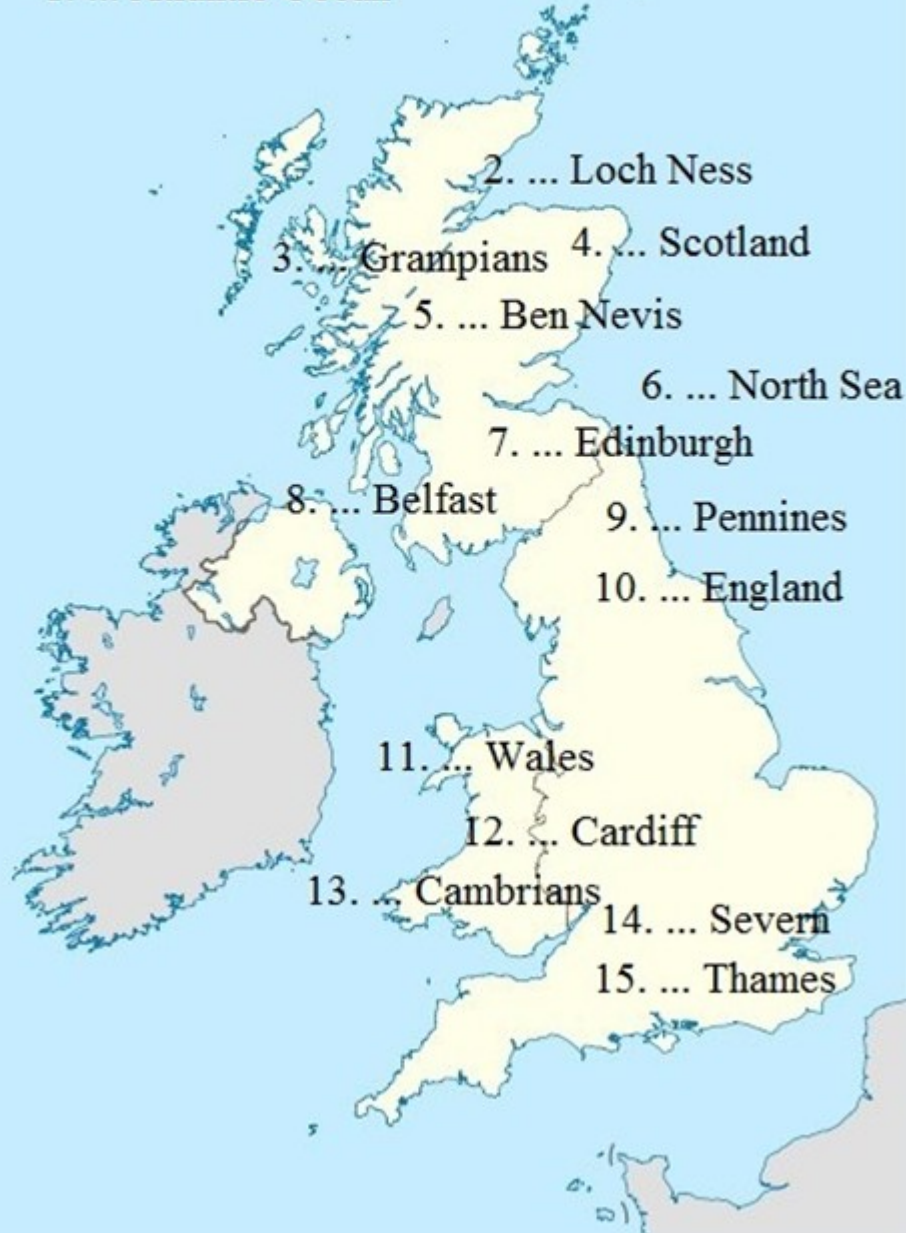 2. ... Loch Ness
4. ... Scotland
3. ... Grampians
5. ... Ben Nevis
6. ... North Sea
7. ... Edinburgh
8. ... Belfast
9. ... Pennines
10. ... England
11. ... Wales
12. ... Cardiff
13. ... Cambrians
14. ... Severn
15. ... Thames